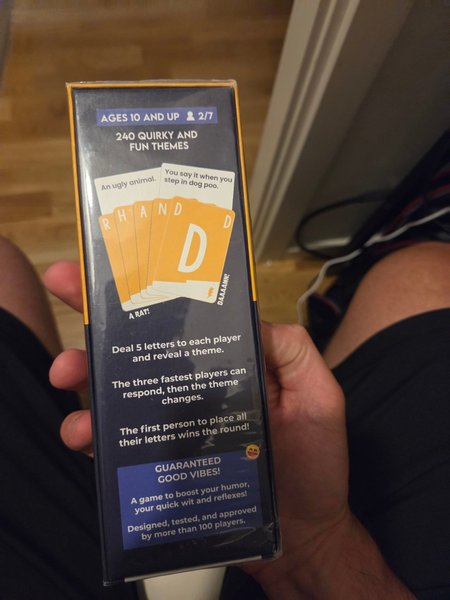 AGES 10 AND UP 2/7
240 QUIRKY AND
FUN THEMES
An ugly animal.
You say it when you
step in dog poo.
R H A N D D
D
A RAT!
DAAAAMN!
Deal 5 letters to each player
and reveal a theme.
The three fastest players can
respond, then the theme
changes.
The first person to place all
their letters wins the round!
GUARANTEED
GOOD VIBES!
A game to boost your humor,
your quick wit and reflexes!
Designed, tested, and approved
by more than 100 players.